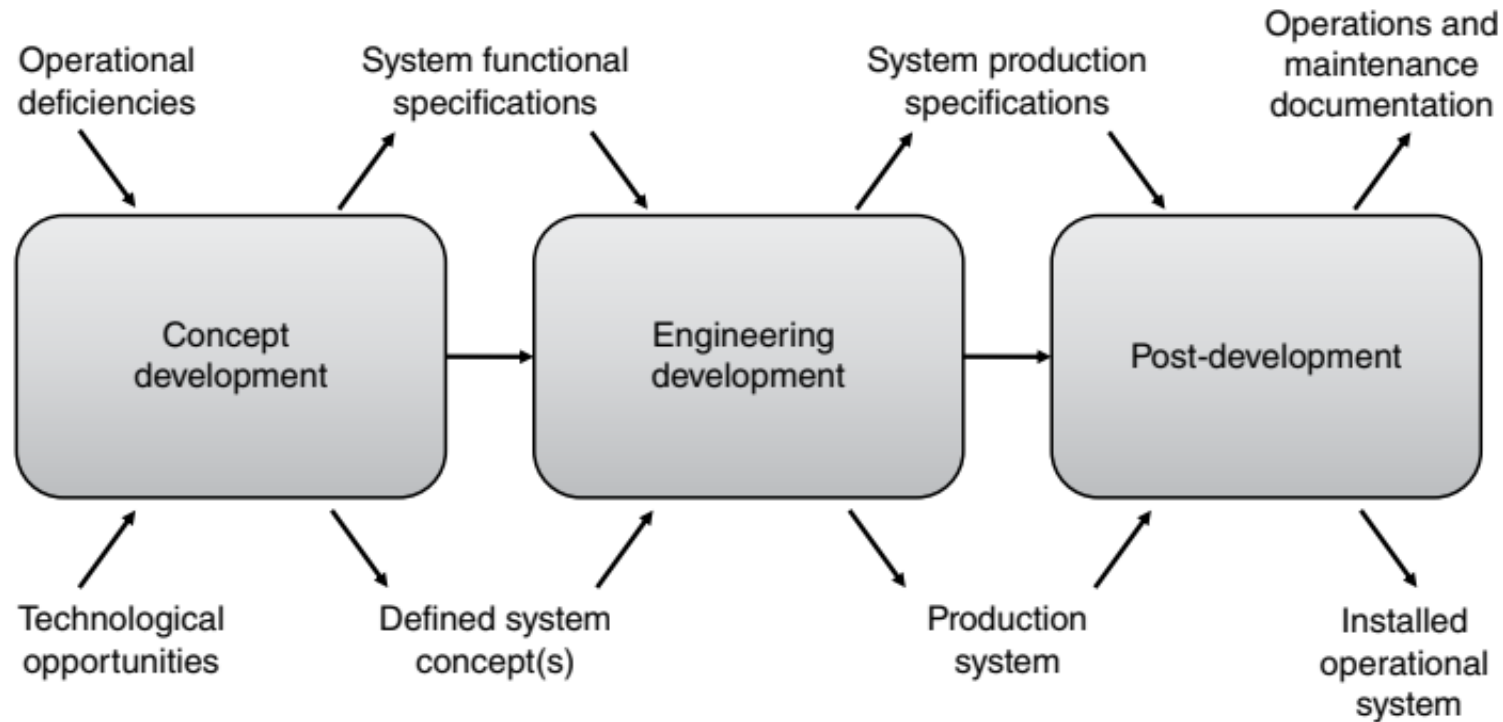 Operational
deficiencies
System functional
specifications
System production
specifications
Operations and
maintenance
documentation
Concept
development
Engineering
development
Post-development
Technological
opportunities
Defined system
concept(s)
Production
system
Installed
operational
system